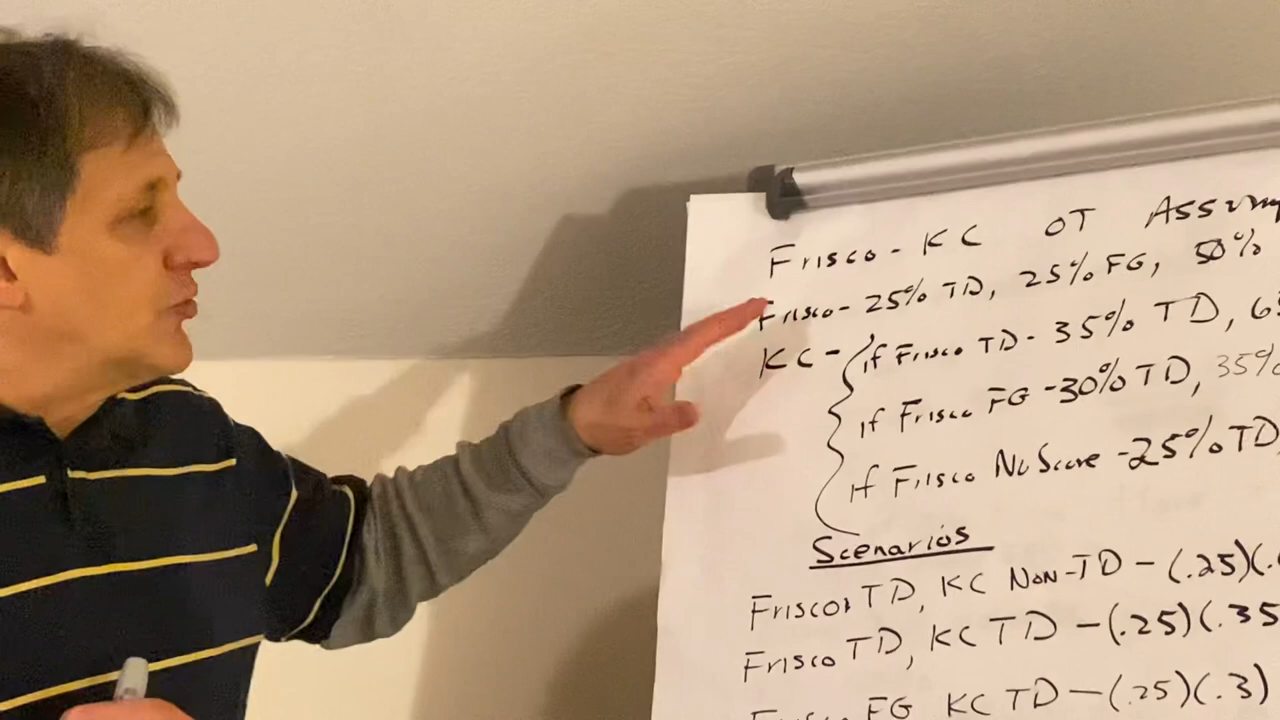 Frisco - KC OT Assum
Frisco - 25% TD, 25% FG, 50%
KC - { if Frisco TD - 35% TD, 6
if Frisco FG - 30% TD, 35%
if Frisco No Score - 25% TD,
Scenarios
Frisco TD, KC Non-TD - (.25)(.
Frisco TD, KC TD - (.25)(.35
Frisco FG KC TD - (.25)(.3)